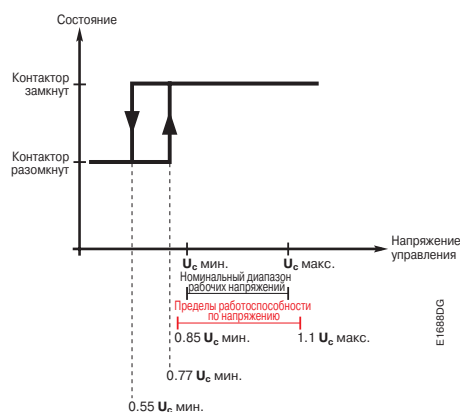 Состояние
Контактор
замкнут
Контактор
разомкнут
Напряжение
управления
Uc мин.
Uc макс.
Номинальный диапазон
рабочих напряжений
Пределы работоспособности
по напряжению
0.85 Uc мин.
1.1 Uc макс.
0.77 Uc мин.
0.55 Uc мин.
E1688DG